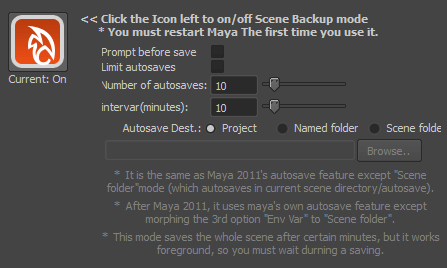 << Click the Icon left to on/off Scene Backup mode
* You must restart Maya The first time you use it.
Current: On
Prompt before save
Limit autosaves
Number of autosaves: 10
intervar(minutes): 10
Autosave Dest.: Project Named folder Scene folde
Browse..
* It is the same as Maya 2011's autosave feature except "Scene
folder"mode (which autosaves in current scene directory/autosave).
* After Maya 2011, it uses maya's own autosave feature except
morphing the 3rd option "Env Var" to "Scene folder".
* This mode saves the whole scene after certain minutes, but it works
foreground, so you must wait durning a saving.